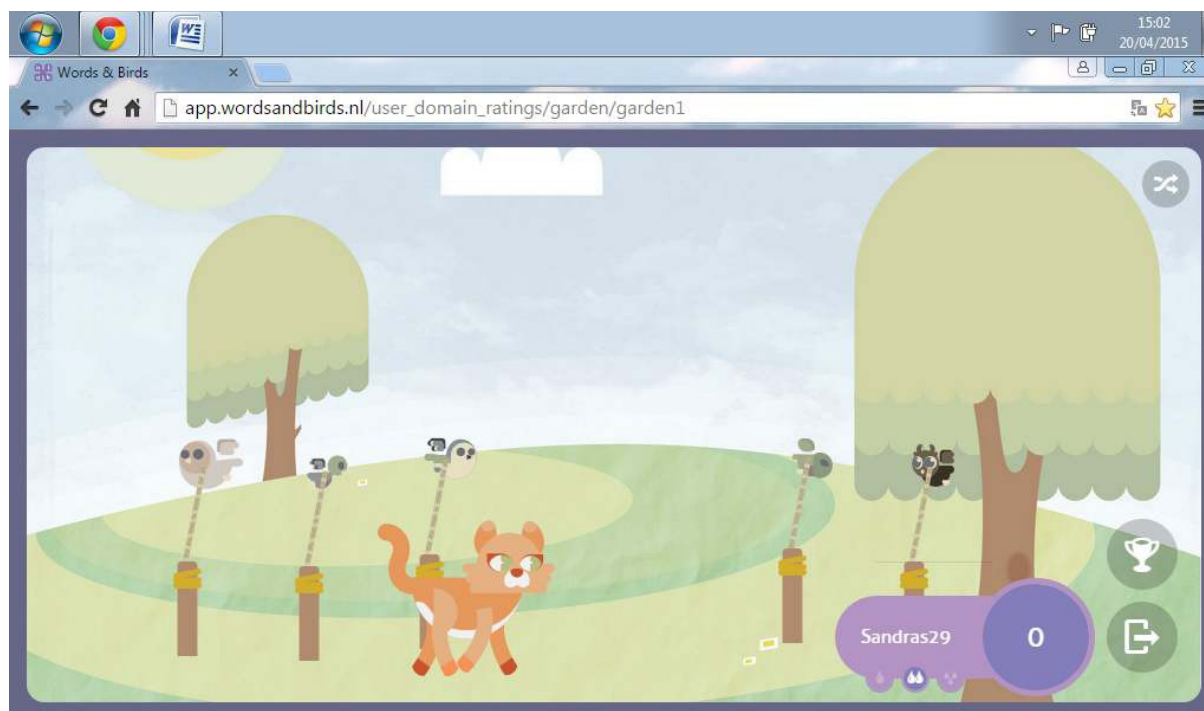 15:02
20/04/2015
Words & Birds
app.wordsandbirds.nl/user_domain_ratings/garden/garden1
Sandras29
0